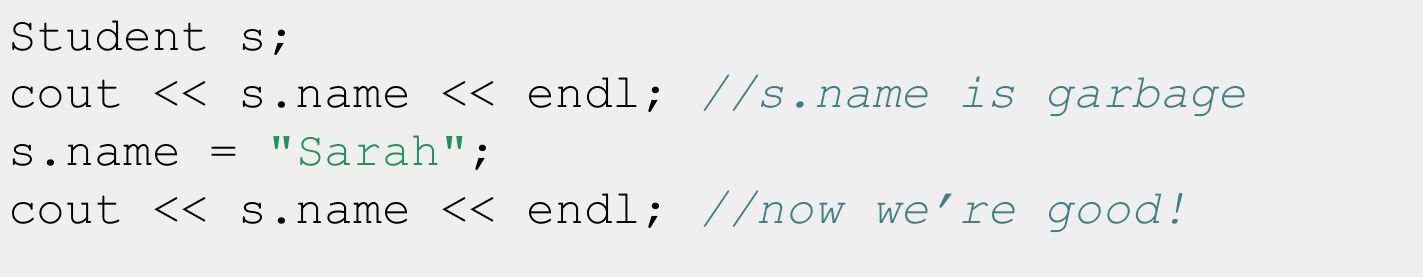 Student s;
cout << s.name << endl; //s.name is garbage
s.name = "Sarah";
cout << s.name << endl; //now we’re good!